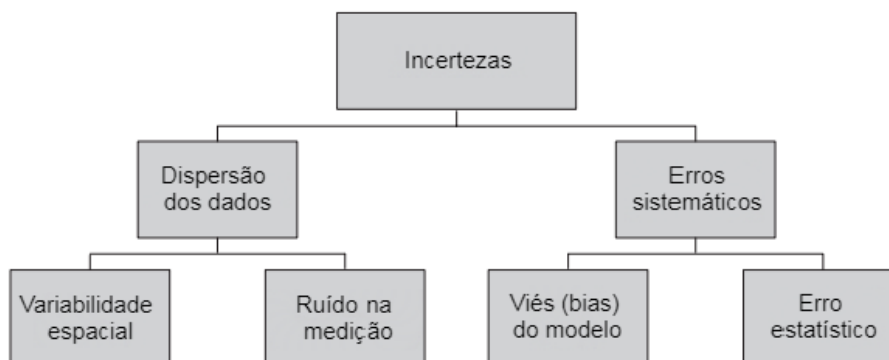 Incertezas
Dispersão
dos dados
Erros
sistemáticos
Variabilidade
espacial
Ruído na
medição
Viés (bias)
do modelo
Erro
estatístico